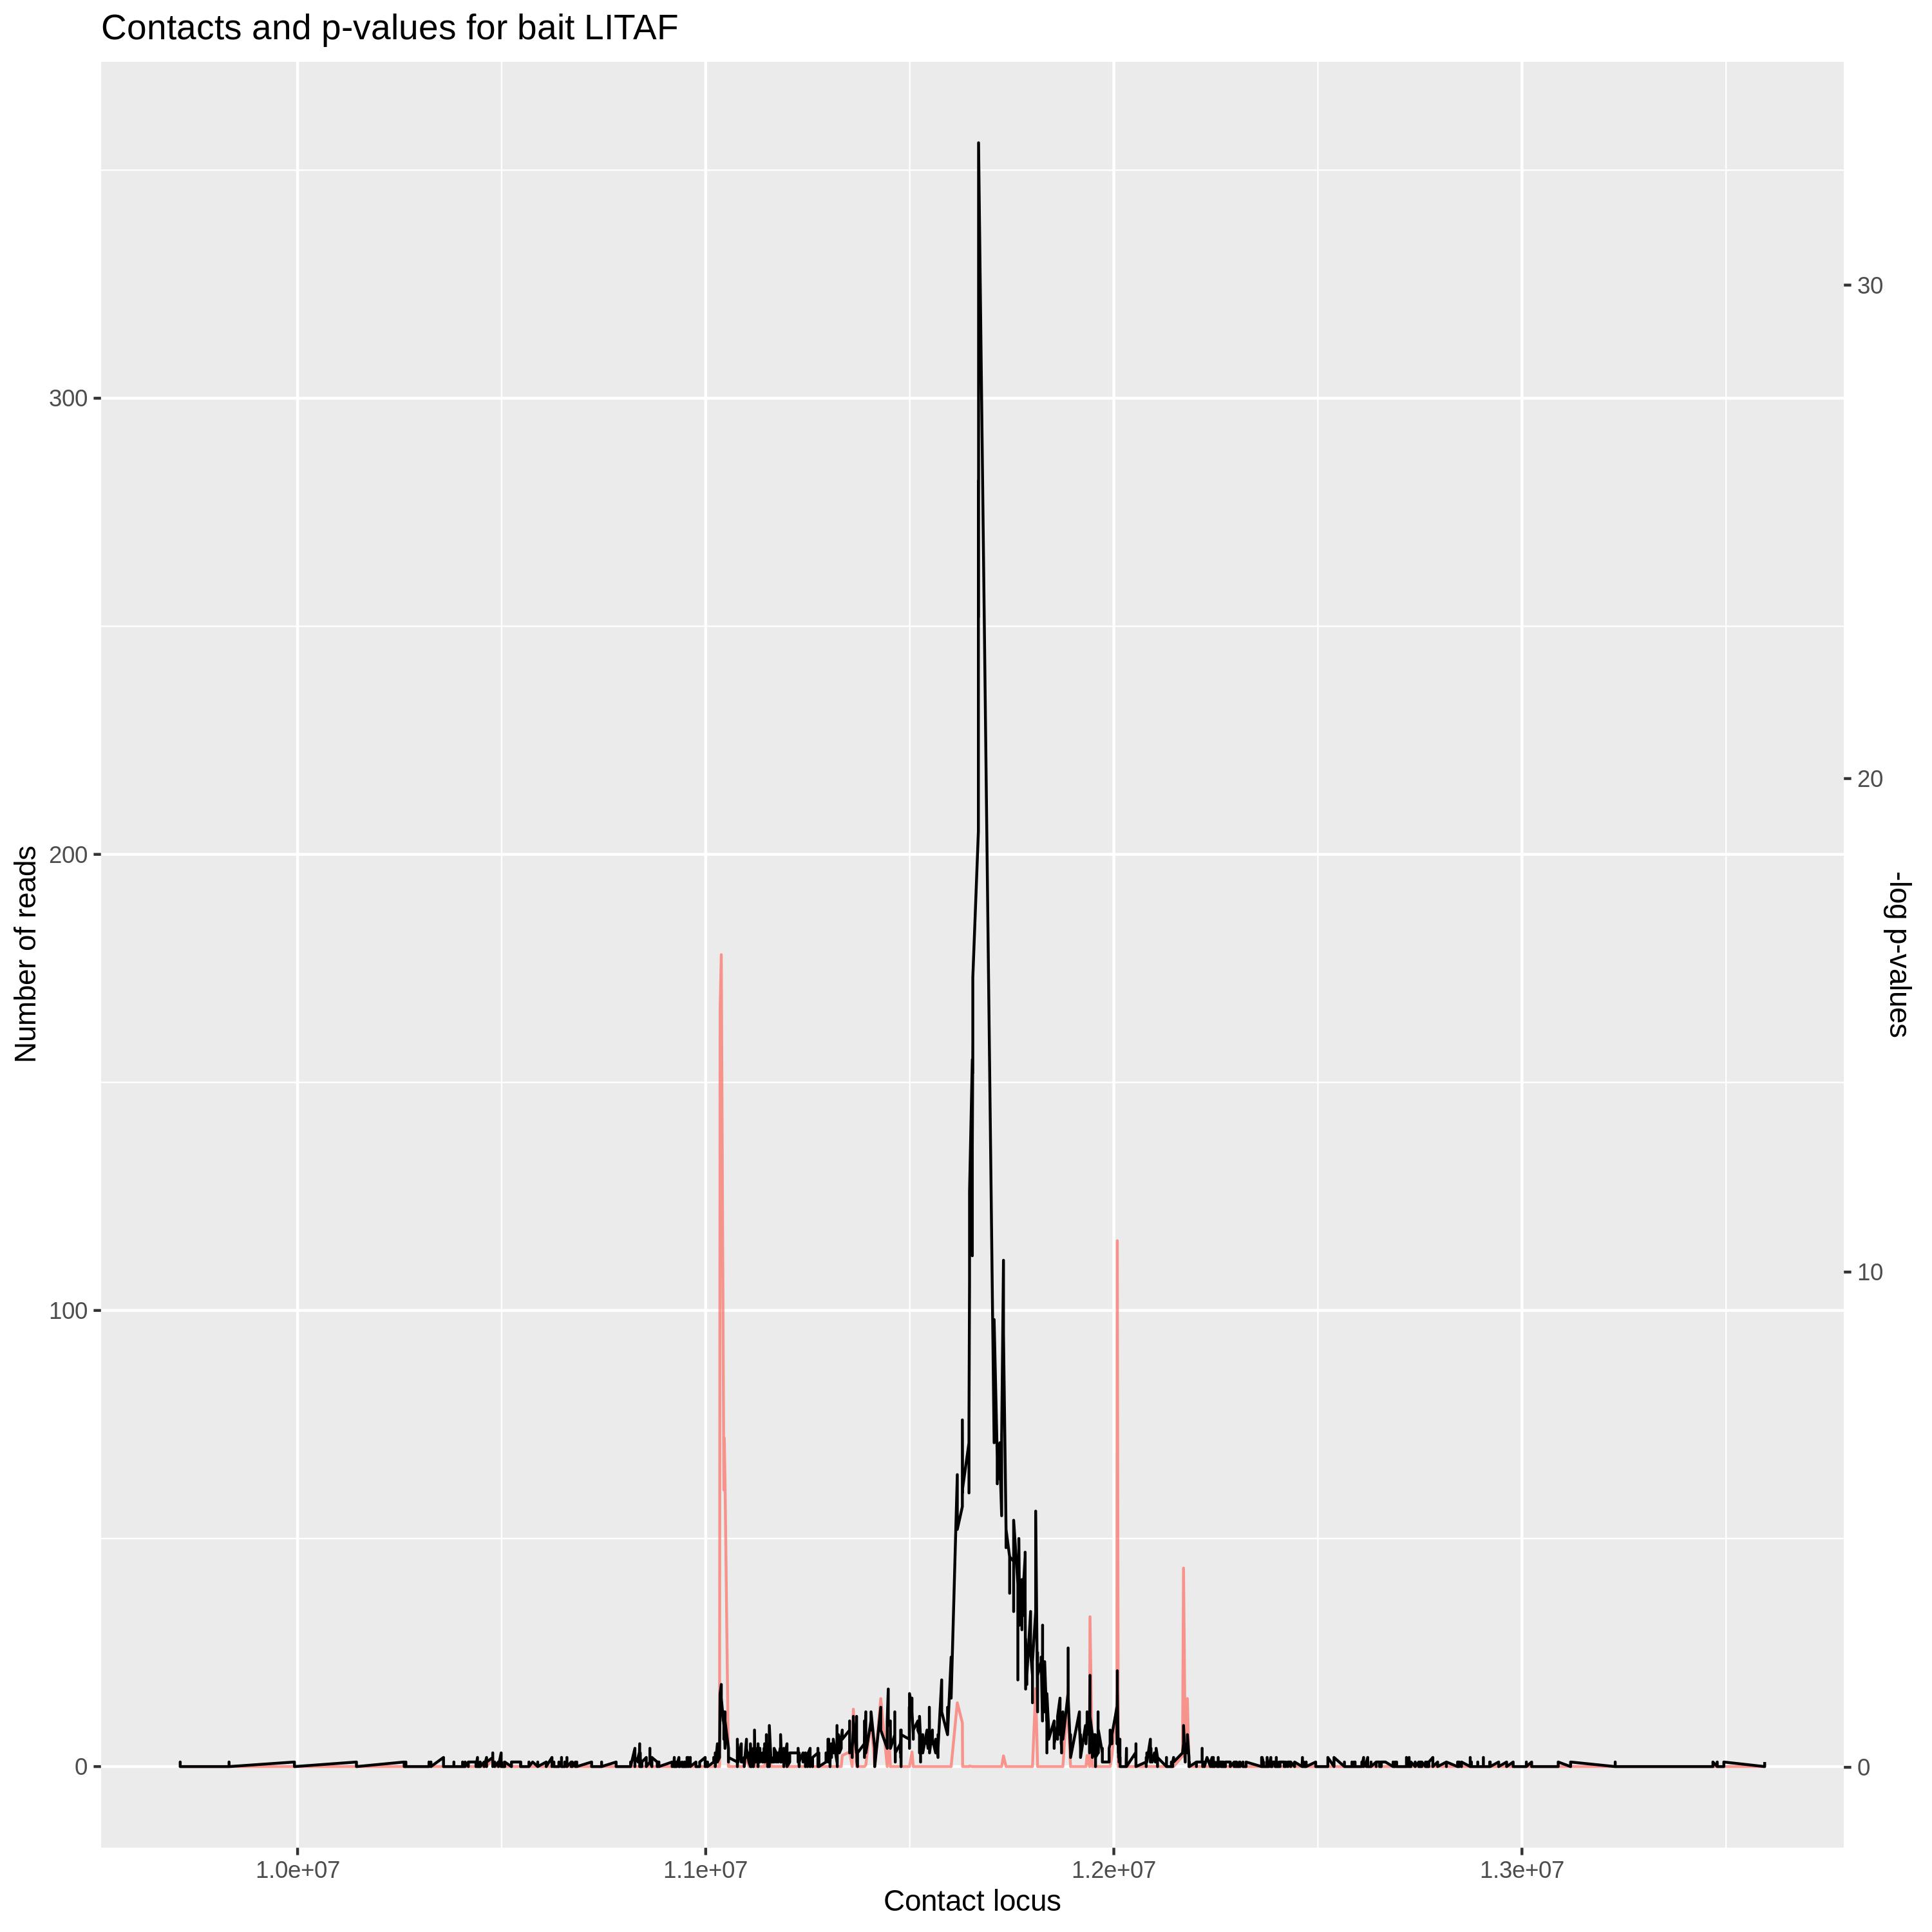 Contacts and p-values for bait LITAF
Number of reads
300
200
100
0
30
20
10
0
-log p-values
1.0e+07
1.1e+07
1.2e+07
1.3e+07
Contact locus